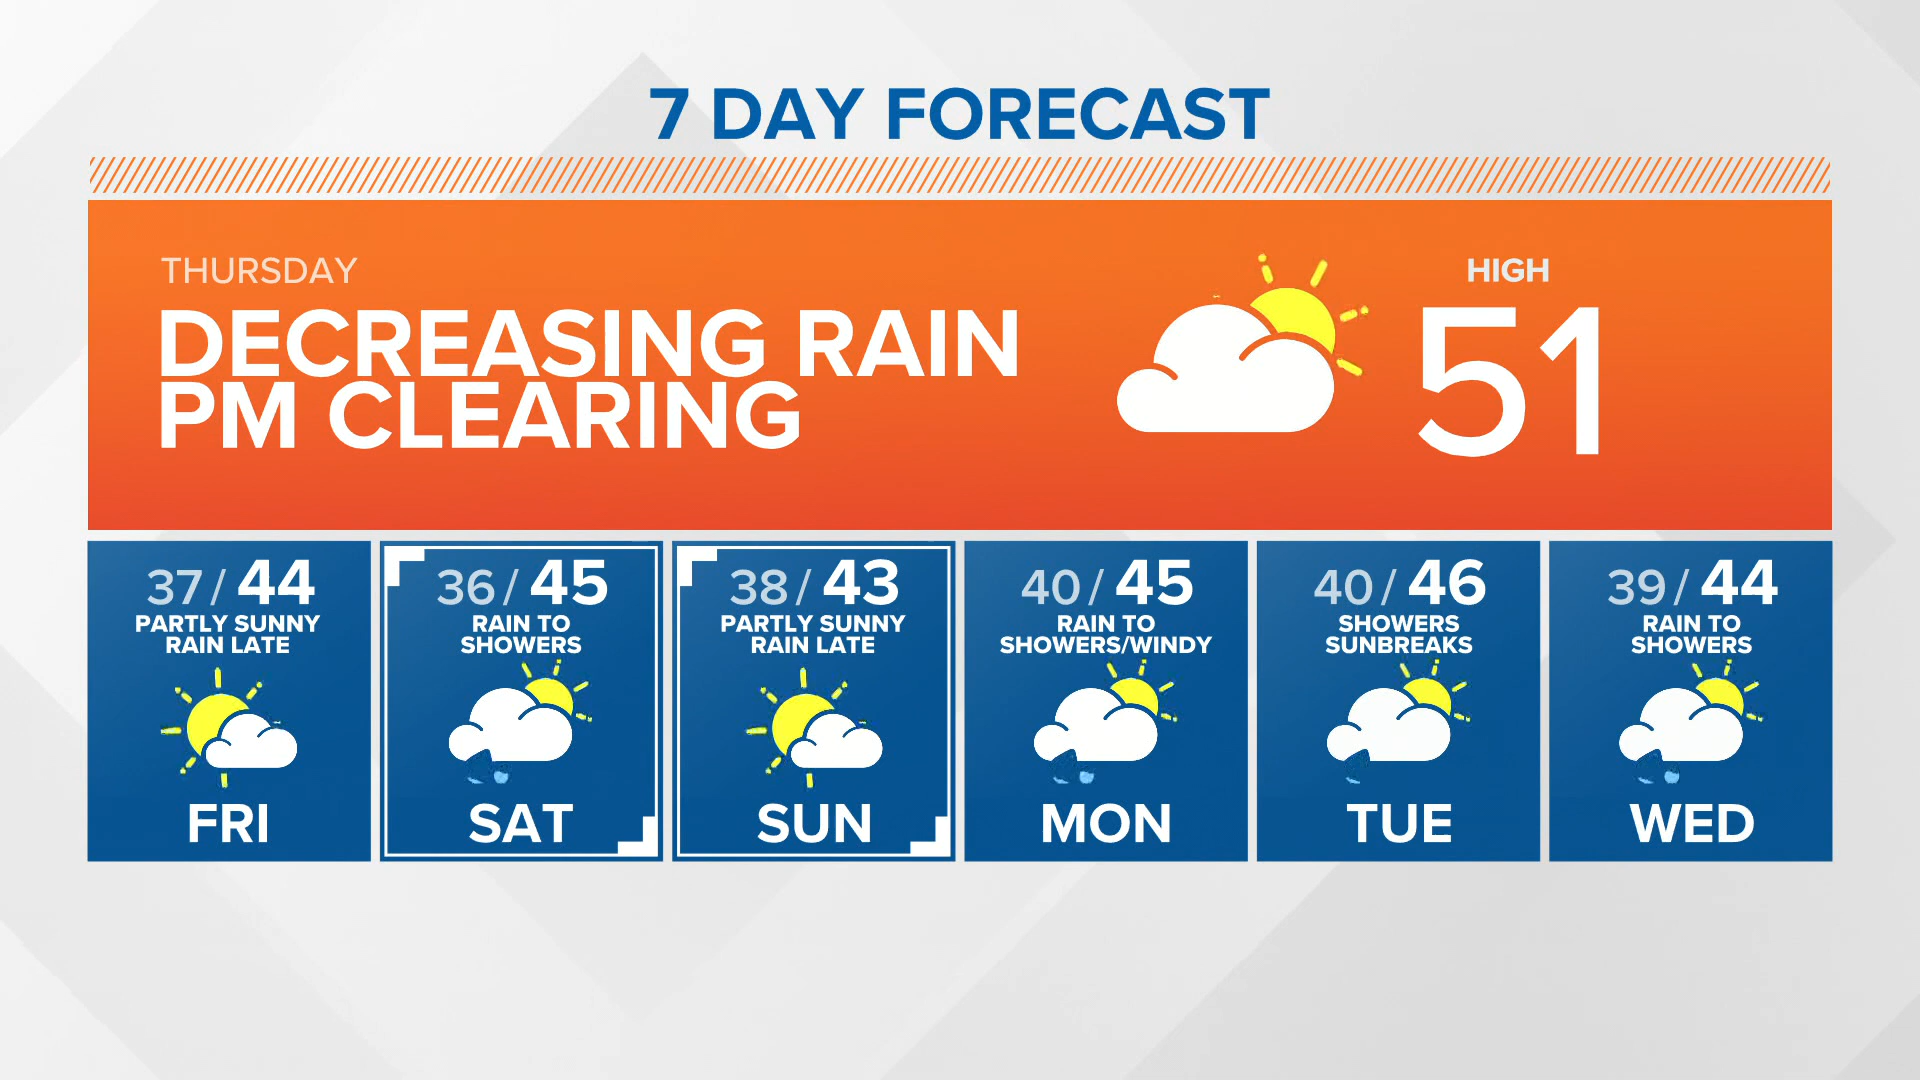 7 DAY FORECAST
THURSDAY
DECREASING RAIN
PM CLEARING
HIGH
51
37/44
PARTLY SUNNY
RAIN LATE
FRI
36/45
RAIN TO
SHOWERS
SAT
38/43
PARTLY SUNNY
RAIN LATE
SUN
40/45
RAIN TO
SHOWERS/WINDY
MON
40/46
SHOWERS
SUNBREAKS
TUE
39/44
RAIN TO
SHOWERS
WED